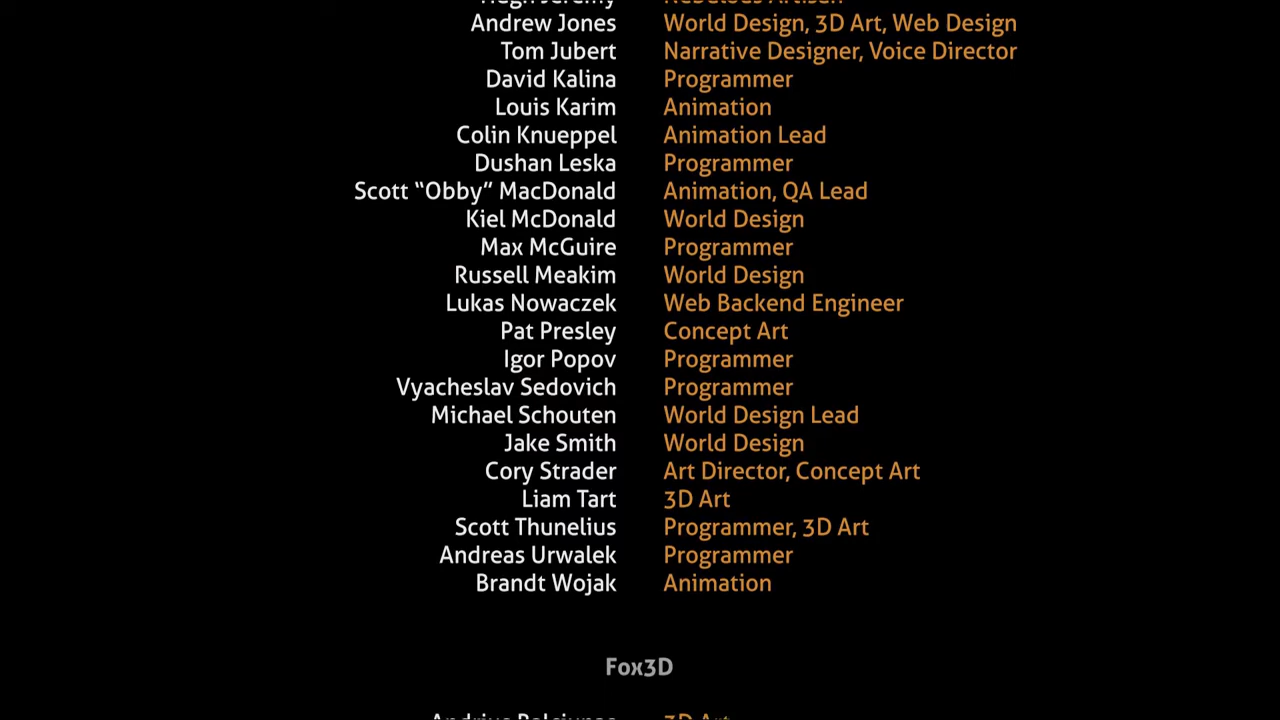 Andrew Jones World Design, 3D Art, Web Design
Tom Jubert Narrative Designer, Voice Director
David Kalina Programmer
Louis Karim Animation
Colin Knueppel Animation Lead
Dushan Leska Programmer
Scott “Obby” MacDonald Animation, QA Lead
Kiel McDonald World Design
Max McGuire Programmer
Russell Meakim World Design
Lukas Nowaczek Web Backend Engineer
Pat Presley Concept Art
Igor Popov Programmer
Vyacheslav Sedovich Programmer
Michael Schouten World Design Lead
Jake Smith World Design
Cory Strader Art Director, Concept Art
Liam Tart 3D Art
Scott Thunelius Programmer, 3D Art
Andreas Urwalek Programmer
Brandt Wojak Animation
Fox3D